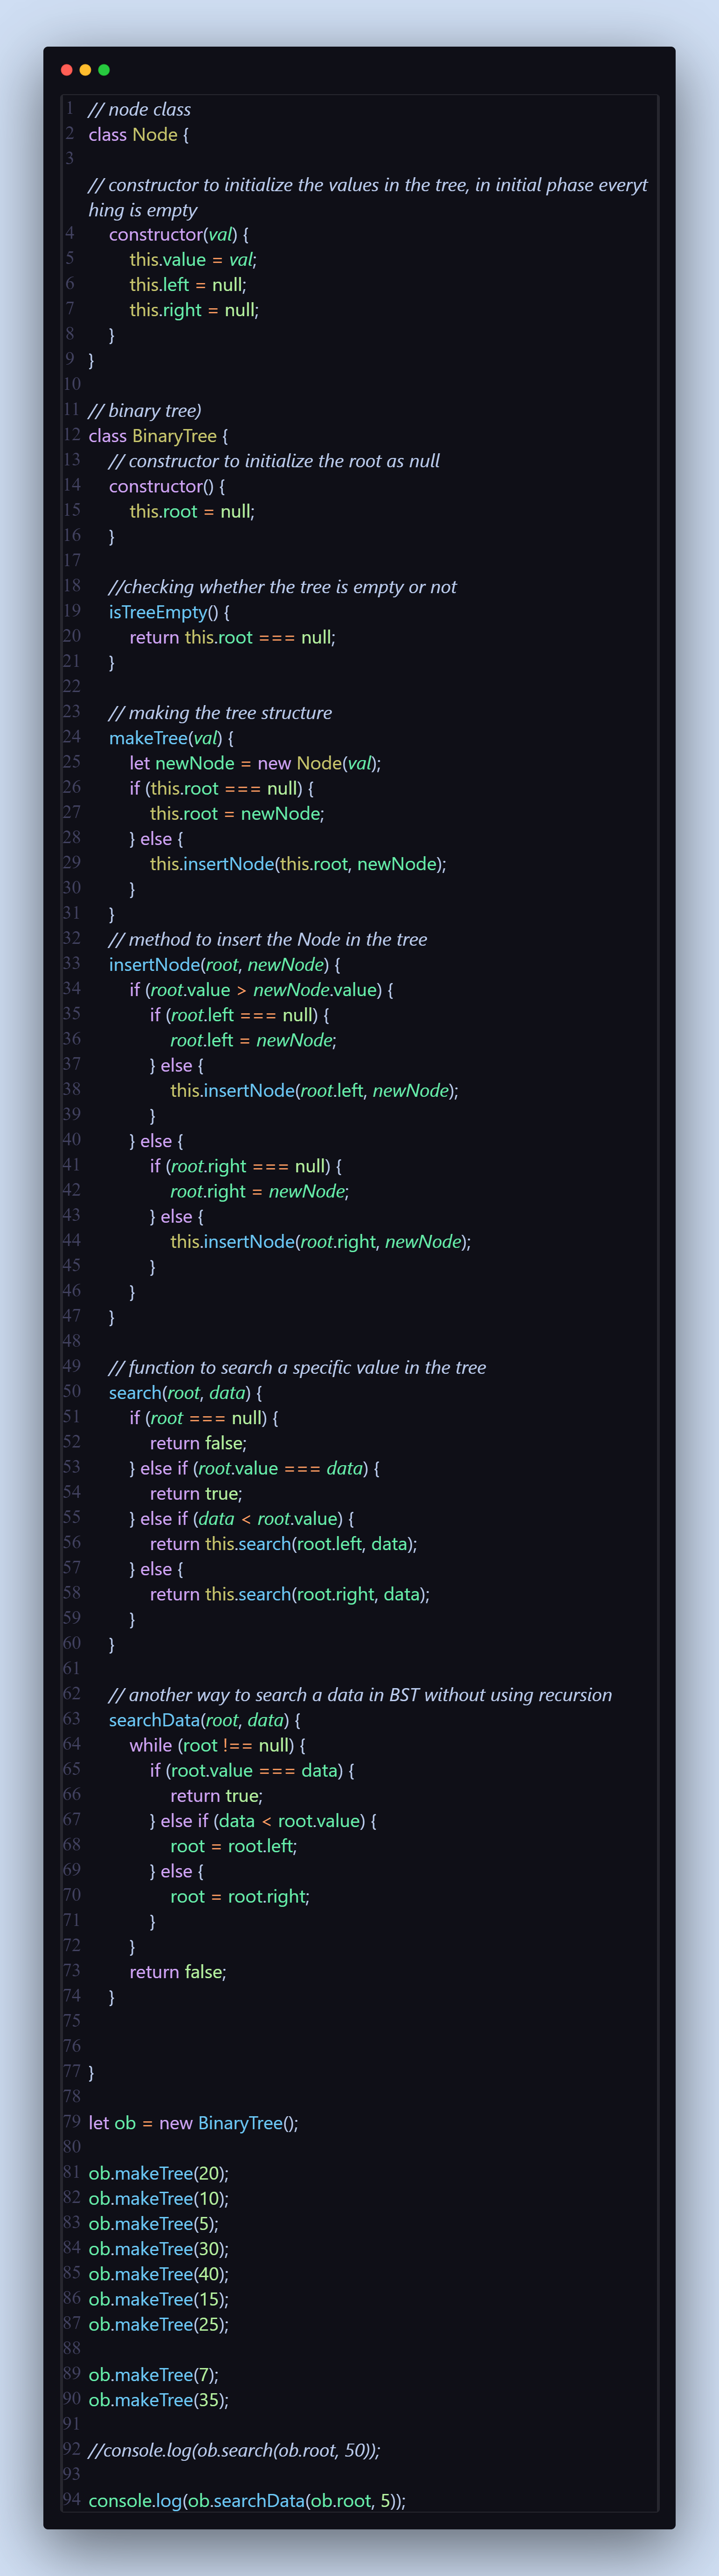 1 // node class
2 class Node {
3
// constructor to initialize the values in the tree, in initial phase everyt
hing is empty
4     constructor(val) {
5         this.value = val;
6         this.left = null;
7         this.right = null;
8     }
9 }
10
11 // binary tree)
12 class BinaryTree {
13     // constructor to initialize the root as null
14     constructor() {
15         this.root = null;
16     }
17
18     //checking whether the tree is empty or not
19     isTreeEmpty() {
20         return this.root === null;
21     }
22
23     // making the tree structure
24     makeTree(val) {
25         let newNode = new Node(val);
26         if (this.root === null) {
27             this.root = newNode;
28         } else {
29             this.insertNode(this.root, newNode);
30         }
31     }
32     // method to insert the Node in the tree
33     insertNode(root, newNode) {
34         if (root.value > newNode.value) {
35             if (root.left === null) {
36                 root.left = newNode;
37             } else {
38                 this.insertNode(root.left, newNode);
39             }
40         } else {
41             if (root.right === null) {
42                 root.right = newNode;
43             } else {
44                 this.insertNode(root.right, newNode);
45             }
46         }
47     }
48
49     // function to search a specific value in the tree
50     search(root, data) {
51         if (root === null) {
52             return false;
53         } else if (root.value === data) {
54             return true;
55         } else if (data < root.value) {
56             return this.search(root.left, data);
57         } else {
58             return this.search(root.right, data);
59         }
60     }
61
62     // another way to search a data in BST without using recursion
63     searchData(root, data) {
64         while (root !== null) {
65             if (root.value === data) {
66                 return true;
67             } else if (data < root.value) {
68                 root = root.left;
69             } else {
70                 root = root.right;
71             }
72         }
73         return false;
74     }
75
76
77 }
78
79 let ob = new BinaryTree();
80
81 ob.makeTree(20);
82 ob.makeTree(10);
83 ob.makeTree(5);
84 ob.makeTree(30);
85 ob.makeTree(40);
86 ob.makeTree(15);
87 ob.makeTree(25);
88
89 ob.makeTree(7);
90 ob.makeTree(35);
91
92 //console.log(ob.search(ob.root, 50));
93
94 console.log(ob.searchData(ob.root, 5));